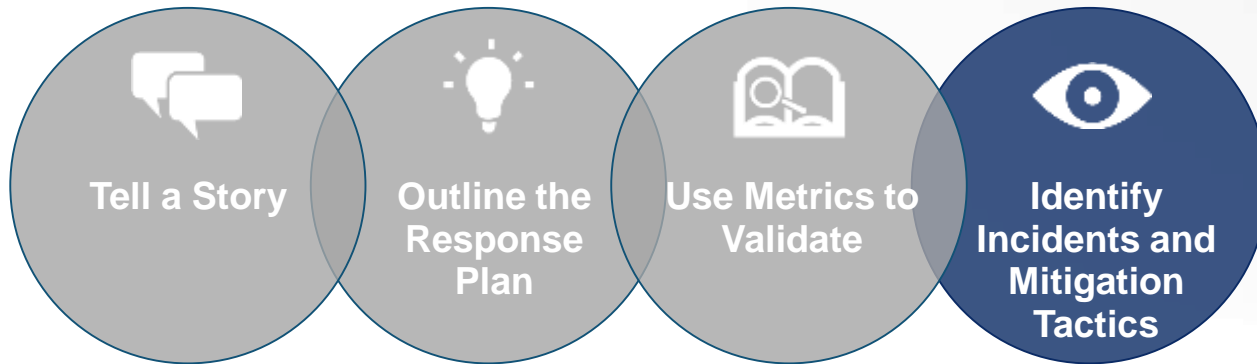 Tell a Story
Outline the
Response
Plan
Use Metrics to
Validate
Identify
Incidents and
Mitigation
Tactics